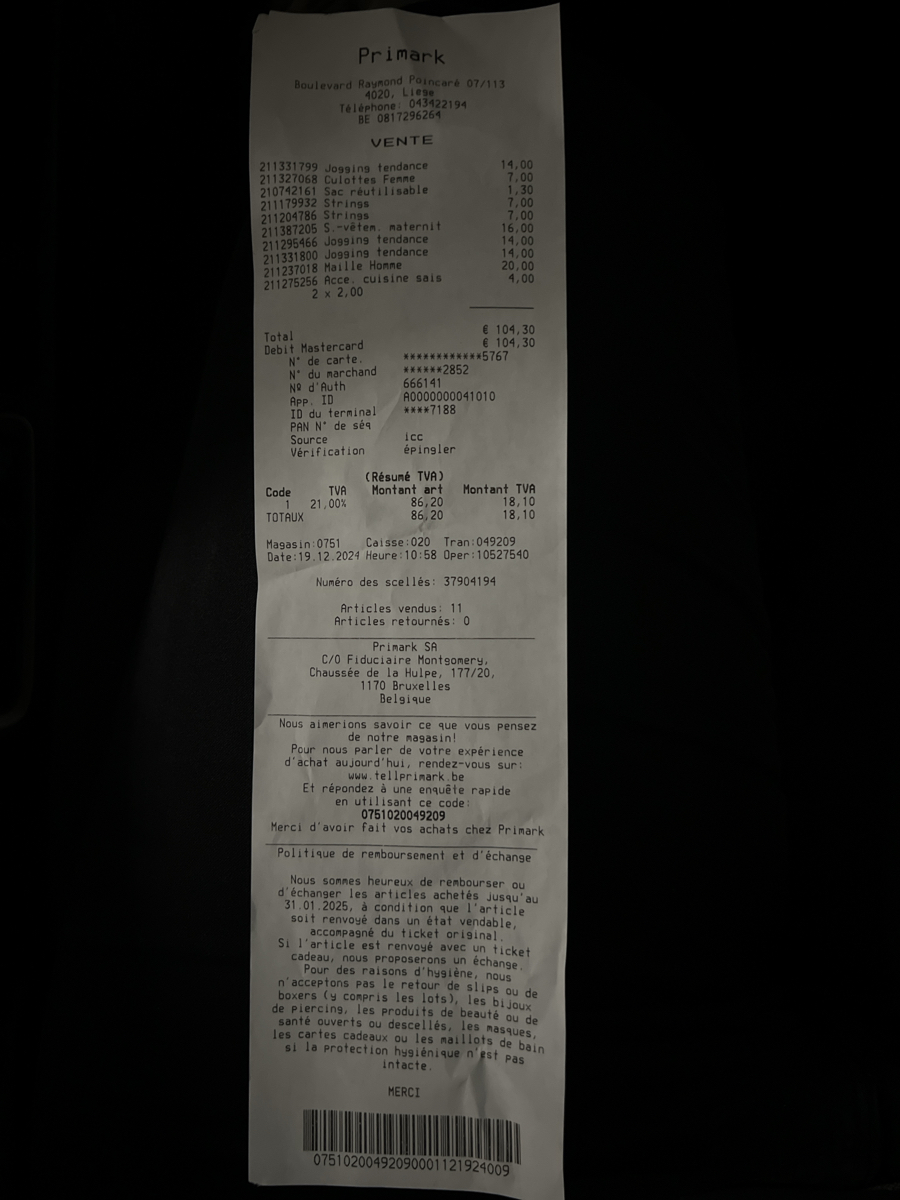 Primark
Boulevard Raymond Poincaré 07/113
4020, Liege
Téléphone: 043422194
BE 0817296264
VENTE
211331799 Jogging tendance 14,00
211327068 Culottes Femme 7,00
210742161 Sac réutilisable 1,30
211179932 Strings 7,00
211204786 Strings 7,00
211387205 S.-vêtem. maternit 16,00
211295466 Jogging tendance 14,00
211331800 Jogging tendance 14,00
211237018 Maille Homme 20,00
211275256 Acce. cuisine sais 4,00
2 x 2,00
Total € 104,30
Debit Mastercard € 104,30
N° de carte. ************5767
N° du marchand ******2852
Nº d'Auth 666141
App. ID A0000000041010
ID du terminal ****7188
PAN N° de séq
Source icc
Vérification épingler
(Résumé TVA)
Code TVA Montant art Montant TVA
1 21,00% 86,20 18,10
TOTAUX 86,20 18,10
Magasin:0751 Caisse:020 Tran:049209
Date:19.12.2024 Heure:10:58 Oper:10527540
Numéro des scellés: 37904194
Articles vendus: 11
Articles retournés: 0
Primark SA
C/O Fiduciaire Montgomery,
Chaussée de la Hulpe, 177/20,
1170 Bruxelles
Belgique
Nous aimerions savoir ce que vous pensez
de notre magasin!
Pour nous parler de votre expérience
d'achat aujourd'hui, rendez-vous sur:
www.tellprimark.be
Et répondez à une enquête rapide
en utilisant ce code:
0751020049209
Merci d'avoir fait vos achats chez Primark
Politique de remboursement et d'échange
Nous sommes heureux de rembourser ou
d'échanger les articles achetés jusqu'au
31.01.2025, à condition que l'article
soit renvoyé dans un état vendable,
accompagné du ticket original.
Si l'article est renvoyé avec un ticket
cadeau, nous proposerons un échange.
Pour des raisons d'hygiène, nous
n'acceptons pas le retour de slips ou de
boxers (y compris les lots), les bijoux
de piercing, les produits de beauté ou de
santé ouverts ou descellés, les masques,
les cartes cadeaux ou les maillots de bain
si la protection hygiénique n'est pas
intacte.
MERCI
07510200492090001121924009